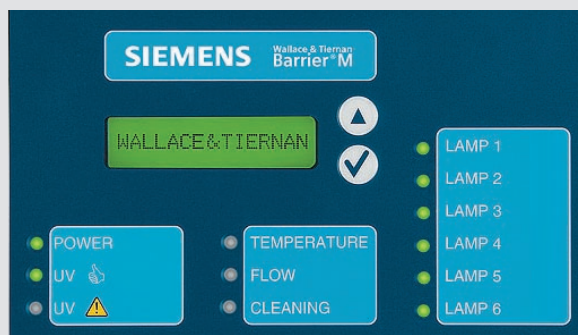 SIEMENS
Wallace & Tiernan
Barrier® M
WALLACE&TIERNAN
POWER
UV
UV
TEMPERATURE
FLOW
CLEANING
LAMP 1
LAMP 2
LAMP 3
LAMP 4
LAMP 5
LAMP 6